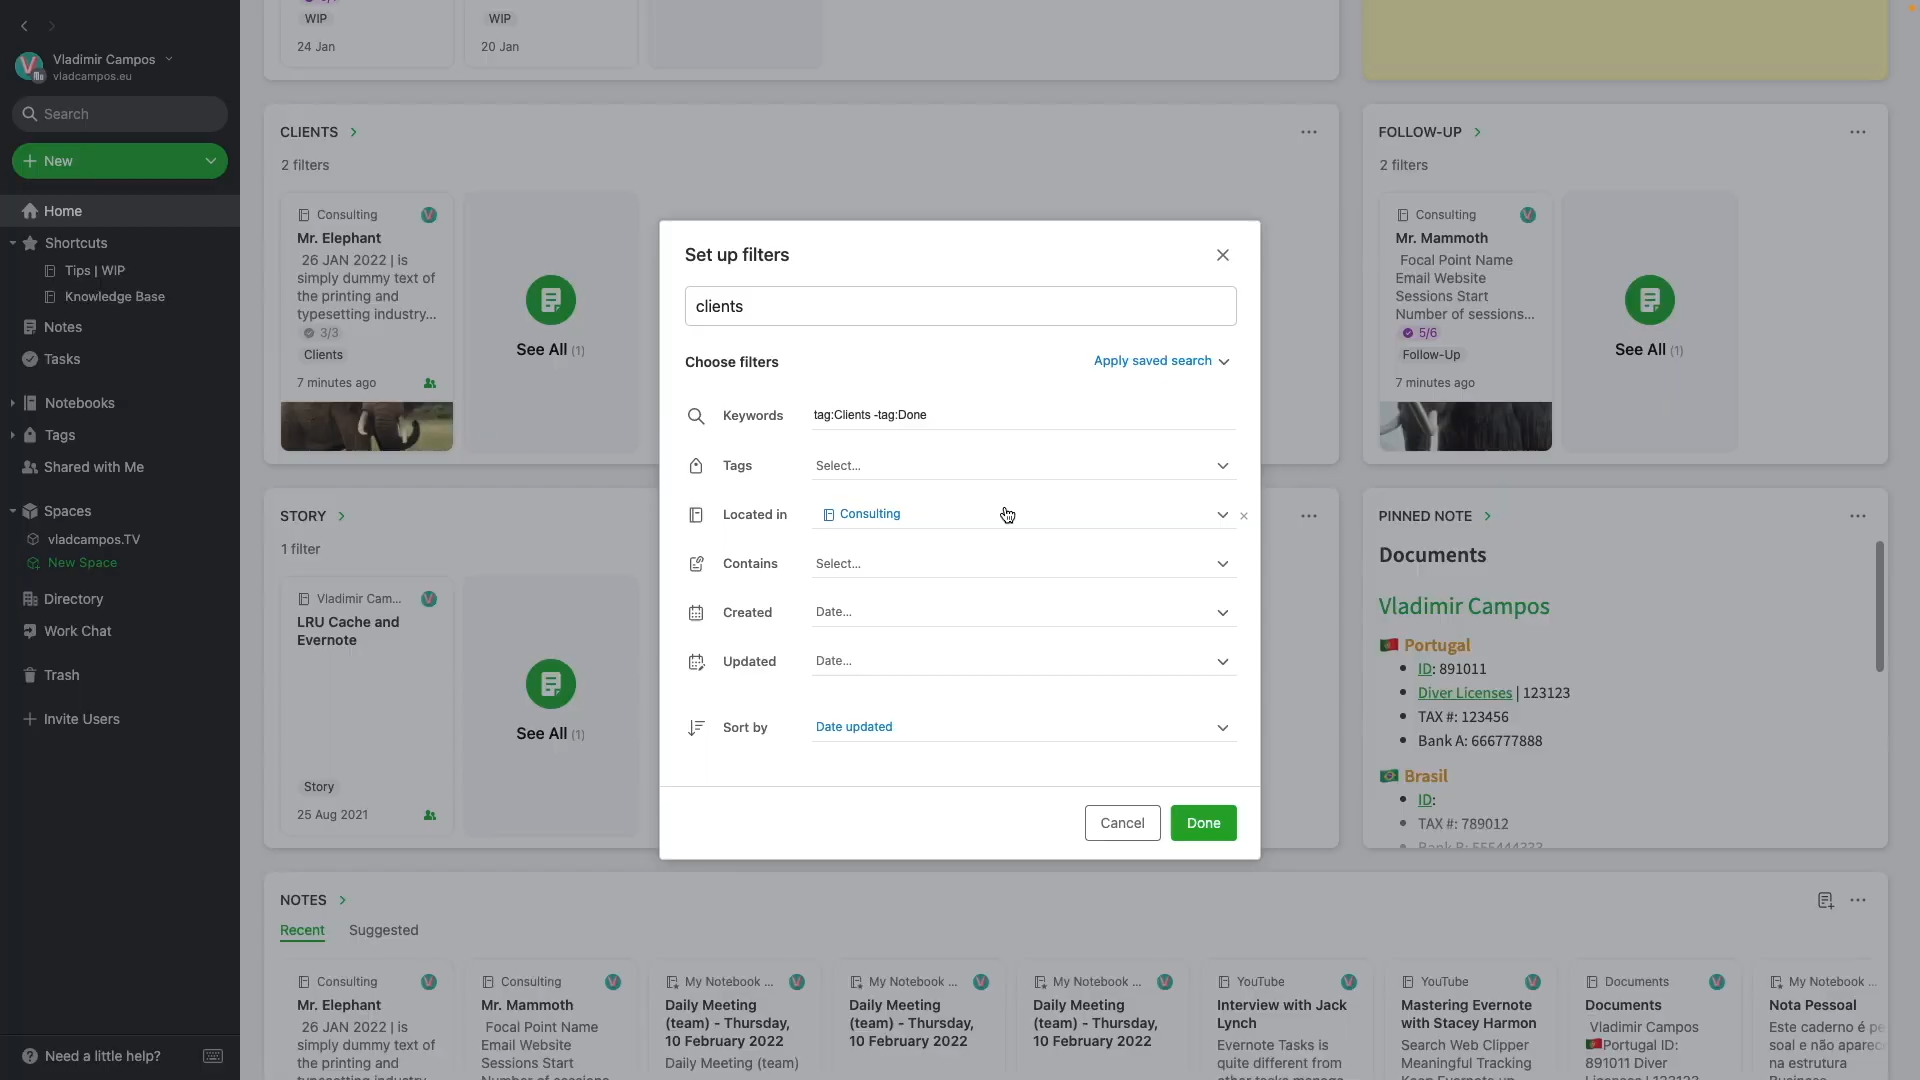 WIP
24 Jan
WIP
20 Jan
Vladimir Campos
vladcampos.eu
Search
New
Home
Shortcuts
Tips | WIP
Knowledge Base
Notes
Tasks
Notebooks
Tags
Shared with Me
Spaces
vladcampos.TV
New Space
Directory
Work Chat
Trash
Invite Users
Need a little help?
CLIENTS
2 filters
Consulting
Mr. Elephant
26 JAN 2022 | is
simply dummy text of
the printing and
typesetting industry...
3/3
Clients
7 minutes ago
See All (1)
FOLLOW-UP
2 filters
Consulting
Mr. Mammoth
Focal Point Name
Email Website
Sessions Start
Number of sessions...
5/6
Follow-Up
7 minutes ago
See All (1)
Set up filters
clients
Choose filters
Apply saved search
Keywords
tag:Clients -tag:Done
Tags
Select...
Located in
Consulting
Contains
Select...
Created
Date...
Updated
Date...
Sort by
Date updated
Cancel
Done
STORY
1 filter
Vladimir Cam...
LRU Cache and
Evernote
Story
25 Aug 2021
See All (1)
PINNED NOTE
Documents
Vladimir Campos
Portugal
ID: 891011
Diver Licenses | 123123
TAX #: 123456
Bank A: 666777888
Brasil
ID:
TAX #: 789012
Bank B: 555444333
NOTES
Recent
Suggested
Consulting
Mr. Elephant
26 JAN 2022 | is
simply dummy text of
the printing and
typesetting industry...
Consulting
Mr. Mammoth
Focal Point Name
Email Website
Sessions Start
Number of sessions
My Notebook ...
Daily Meeting
(team) - Thursday,
10 February 2022
Daily Meeting (team)
My Notebook ...
Daily Meeting
(team) - Thursday,
10 February 2022
My Notebook ...
Daily Meeting
(team) - Thursday,
10 February 2022
YouTube
Interview with Jack
Lynch
Evernote Tasks is
quite different from
other tasks
YouTube
Mastering Evernote
with Stacey Harmon
Search Web Clipper
Meaningful Tracking
Keep Evernote up
Documents
Documents
Vladimir Campos
Portugal ID:
891011 Diver
Licenses | 123123
My Notebook ...
Nota Pessoal
Este caderno é
soal e não
na estrutura